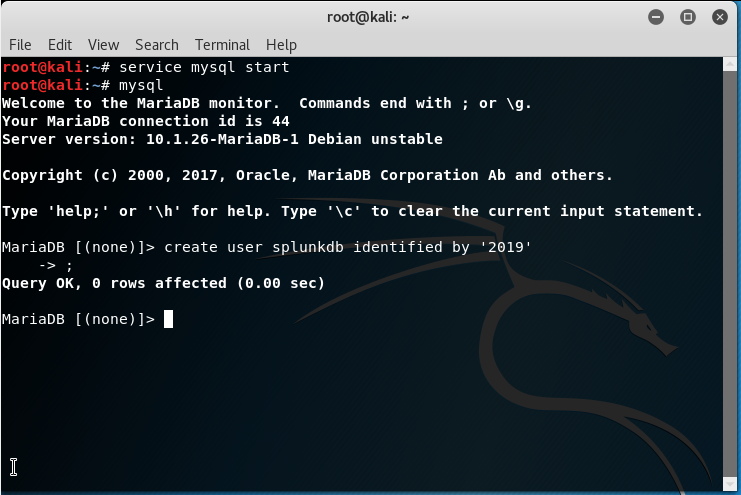 root@kali: ~
File Edit View Search Terminal Help
root@kali:~# service mysql start
root@kali:~# mysql
Welcome to the MariaDB monitor.  Commands end with ; or \g.
Your MariaDB connection id is 44
Server version: 10.1.26-MariaDB-1 Debian unstable

Copyright (c) 2000, 2017, Oracle, MariaDB Corporation Ab and others.

Type 'help;' or '\h' for help. Type '\c' to clear the current input statement.

MariaDB [(none)]> create user splunkdb identified by '2019'
    -> ;
Query OK, 0 rows affected (0.00 sec)

MariaDB [(none)]>